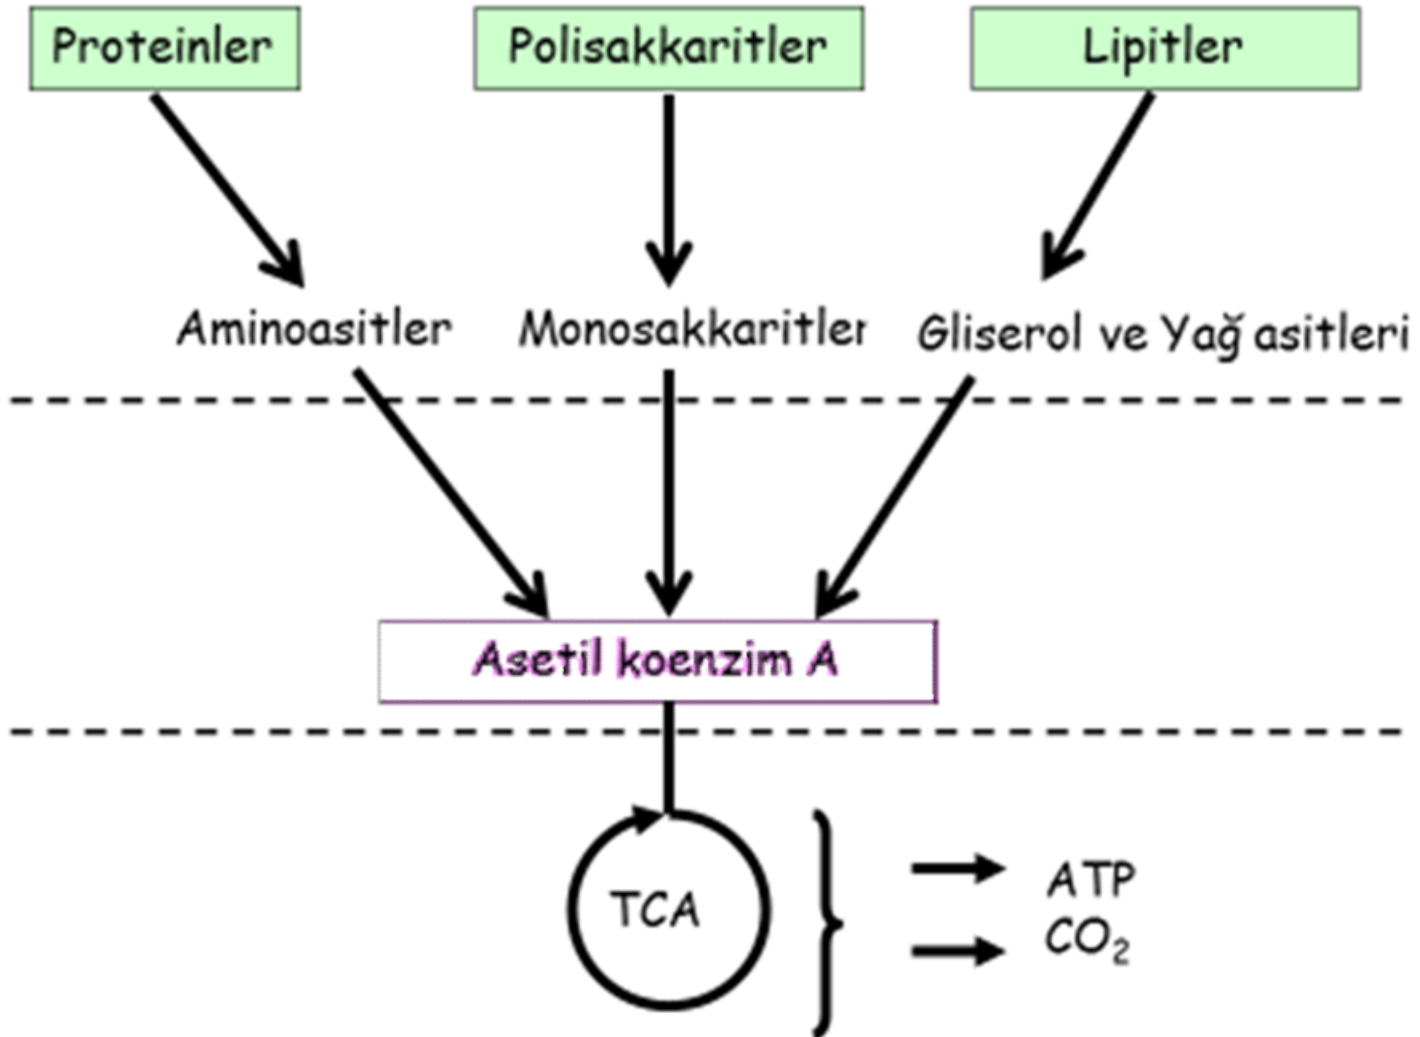 Proteinler
Polisakkaritler
Lipitler
Aminoasitler
Monosakkaritler
Gliserol ve Yağ asitleri
Asetil koenzim A
TCA
ATP
CO₂